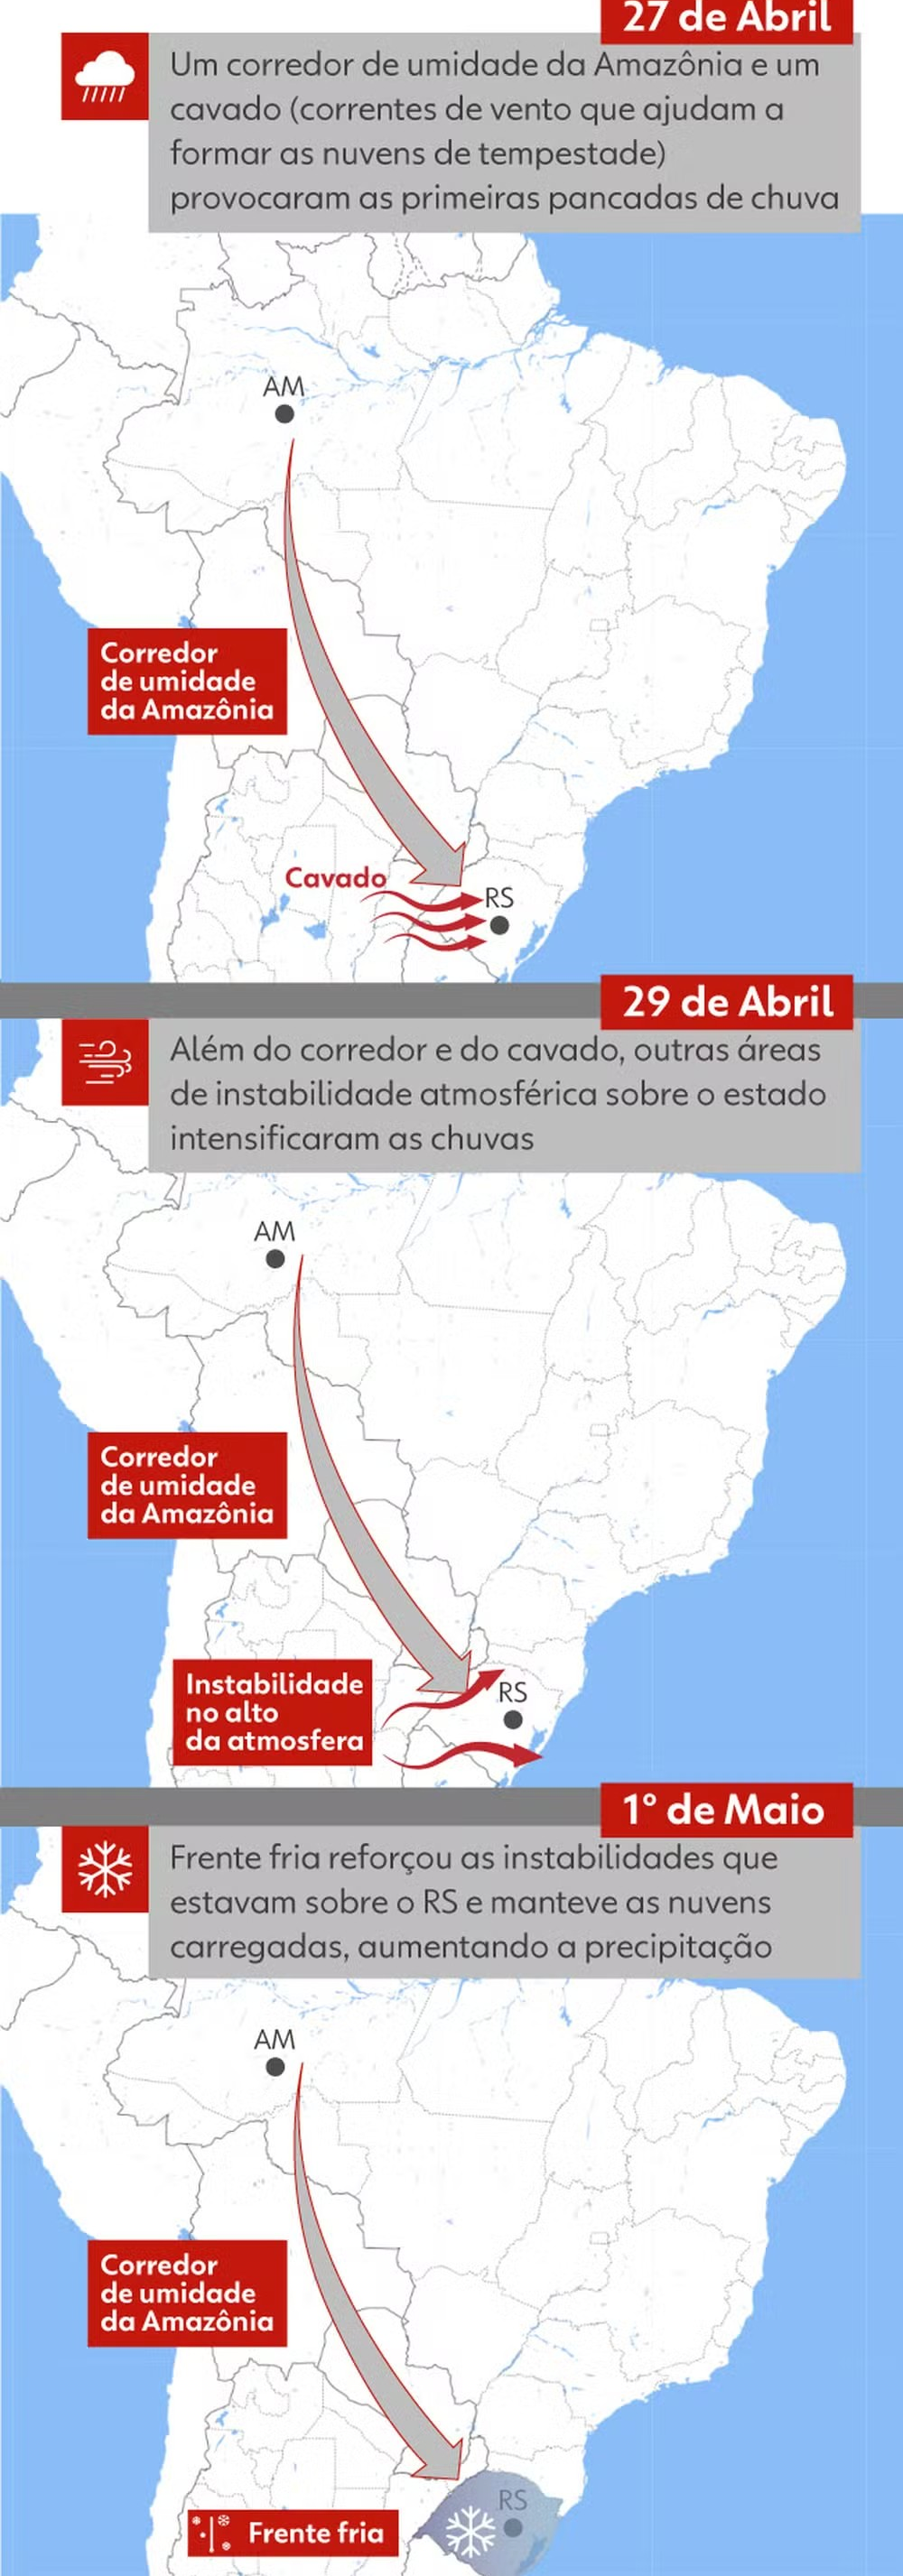 27 de Abril
Um corredor de umidade da Amazônia e um
cavado (correntes de vento que ajudam a
formar as nuvens de tempestade)
provocaram as primeiras pancadas de chuva
AM
Corredor
de umidade
da Amazônia
Cavado
RS
29 de Abril
Além do corredor e do cavado, outras áreas
de instabilidade atmosférica sobre o estado
intensificaram as chuvas
AM
Corredor
de umidade
da Amazônia
Instabilidade
no alto
da atmosfera
RS
1º de Maio
Frente fria reforçou as instabilidades que
estavam sobre o RS e manteve as nuvens
carregadas, aumentando a precipitação
AM
Corredor
de umidade
da Amazônia
RS
Frente fria